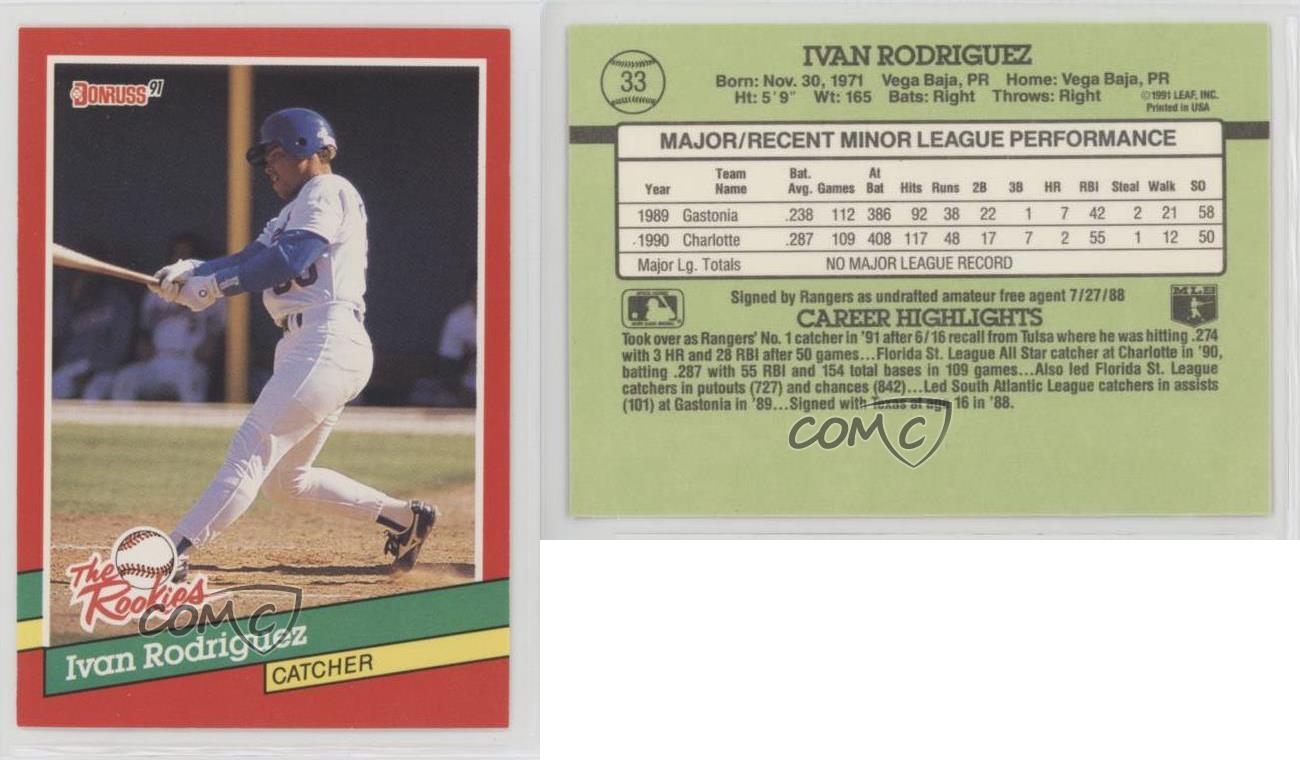 DONRUSS '91
The Rookies
COMC
Ivan Rodriguez
CATCHER
33
IVAN RODRIGUEZ
Born: Nov. 30, 1971 Vega Baja, PR Home: Vega Baja, PR
Ht: 5'9" Wt: 165 Bats: Right Throws: Right
©1991 LEAF, INC.
Printed in USA
MAJOR/RECENT MINOR LEAGUE PERFORMANCE
Year Team Name Bat. Avg. Games At Bat Hits Runs 2B 3B HR RBI Steal Walk SO
1989 Gastonia .238 112 386 92 38 22 1 7 42 2 21 58
1990 Charlotte .287 109 408 117 48 17 7 2 55 1 12 50
Major Lg. Totals NO MAJOR LEAGUE RECORD
Signed by Rangers as undrafted amateur free agent 7/27/88
MLB
CAREER HIGHLIGHTS
Took over as Rangers' No. 1 catcher in '91 after 6/16 recall from Tulsa where he was hitting .274
with 3 HR and 28 RBI after 50 games...Florida St. League All Star catcher at Charlotte in '90,
batting .287 with 55 RBI and 154 total bases in 109 games...Also led Florida St. League
catchers in putouts (727) and chances (842)...Led South Atlantic League catchers in assists
(101) at Gastonia in '89...Signed with Texas at age 16 in '88.
COMC